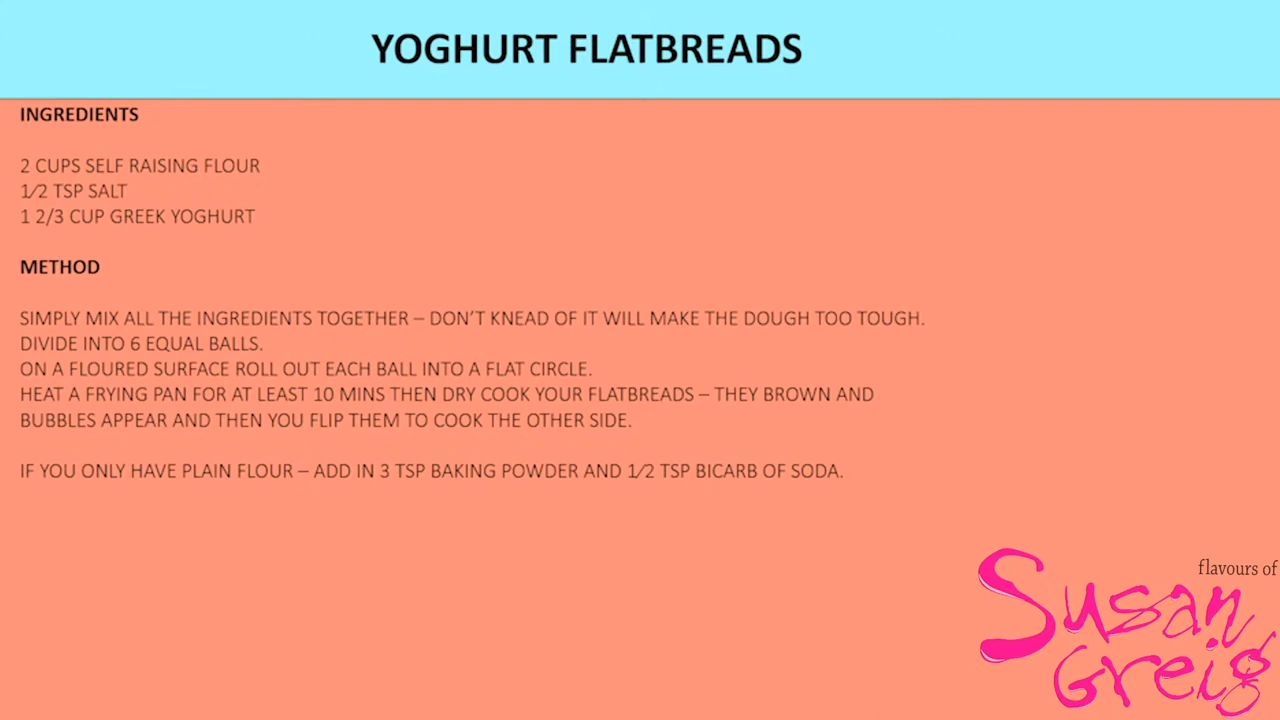 YOGHURT FLATBREADS
INGREDIENTS
2 CUPS SELF RAISING FLOUR
1⁄2 TSP SALT
1 2/3 CUP GREEK YOGHURT
METHOD
SIMPLY MIX ALL THE INGREDIENTS TOGETHER – DON'T KNEAD OF IT WILL MAKE THE DOUGH TOO TOUGH.
DIVIDE INTO 6 EQUAL BALLS.
ON A FLOURED SURFACE ROLL OUT EACH BALL INTO A FLAT CIRCLE.
HEAT A FRYING PAN FOR AT LEAST 10 MINS THEN DRY COOK YOUR FLATBREADS – THEY BROWN AND
BUBBLES APPEAR AND THEN YOU FLIP THEM TO COOK THE OTHER SIDE.
IF YOU ONLY HAVE PLAIN FLOUR – ADD IN 3 TSP BAKING POWDER AND 1⁄2 TSP BICARB OF SODA.
flavours of
Susan
Greig